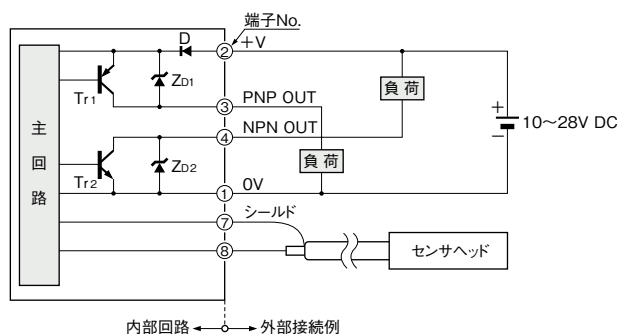 端子No.
D
②
+V
Tr1
ZD1
③
PNP OUT
負荷
主回路
④
NPN OUT
負荷
+
−
10～28V DC
Tr2
ZD2
①
0V
⑦
シールド
⑧
センサヘッド
内部回路
外部接続例